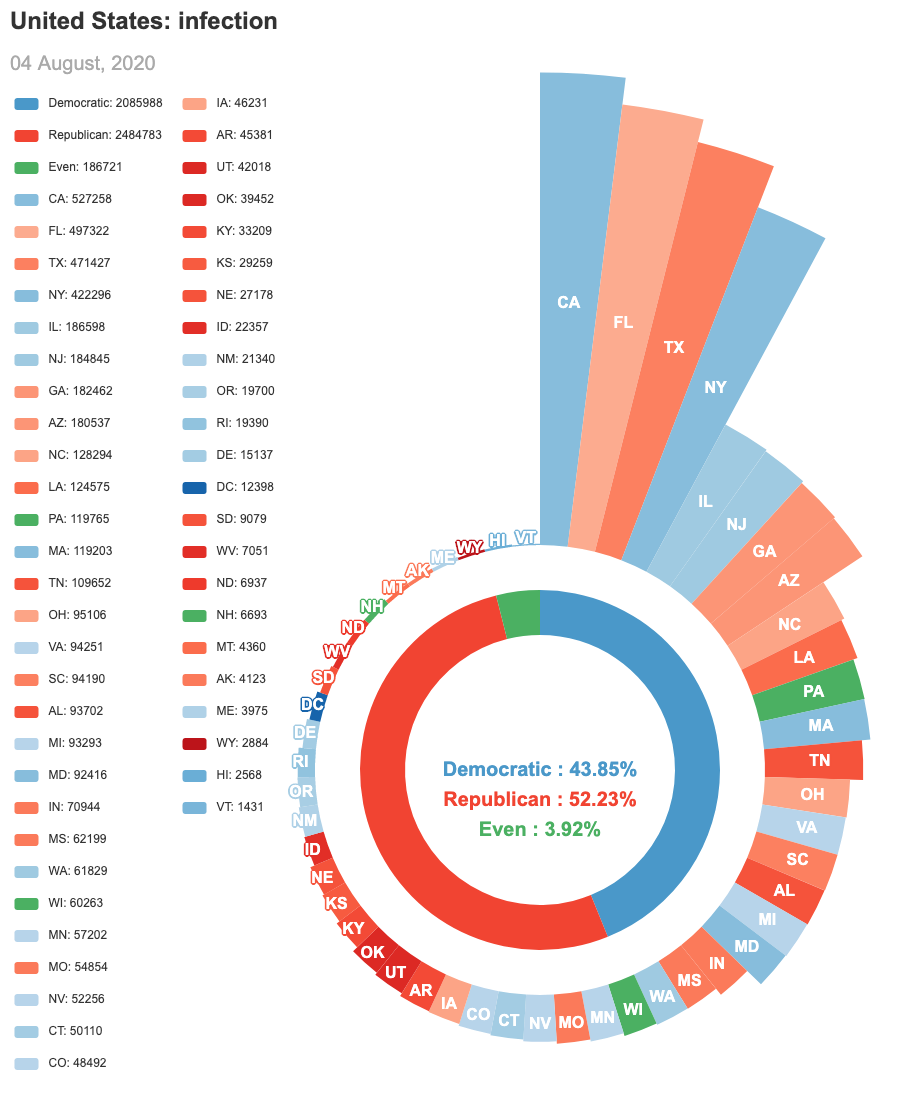 United States: infection
04 August, 2020
Democratic: 2085988
Republican: 2484783
Even: 186721
CA: 527258
FL: 497322
TX: 471427
NY: 422296
IL: 186598
NJ: 184845
GA: 182462
AZ: 180537
NC: 128294
LA: 124575
PA: 119765
MA: 119203
TN: 109652
OH: 95106
VA: 94251
SC: 94190
AL: 93702
MI: 93293
MD: 92416
IN: 70944
MS: 62199
WA: 61829
WI: 60263
MN: 57202
MO: 54854
NV: 52256
CT: 50110
CO: 48492
IA: 46231
AR: 45381
UT: 42018
OK: 39452
KY: 33209
KS: 29259
NE: 27178
ID: 22357
NM: 21340
OR: 19700
RI: 19390
DE: 15137
DC: 12398
SD: 9079
WV: 7051
ND: 6937
NH: 6693
MT: 4360
AK: 4123
ME: 3975
WY: 2884
HI: 2568
VT: 1431
CA
FL
TX
NY
IL
NJ
GA
AZ
NC
LA
PA
MA
TN
OH
VA
SC
AL
MI
MD
IN
MS
WA
WI
MN
MO
NV
CT
CO
IA
AR
UT
OK
KY
KS
NE
ID
NM
OR
RI
DE
DC
SD
WV
ND
NH
MT
AK
ME
WY
HI
VT
Democratic : 43.85%
Republican : 52.23%
Even : 3.92%